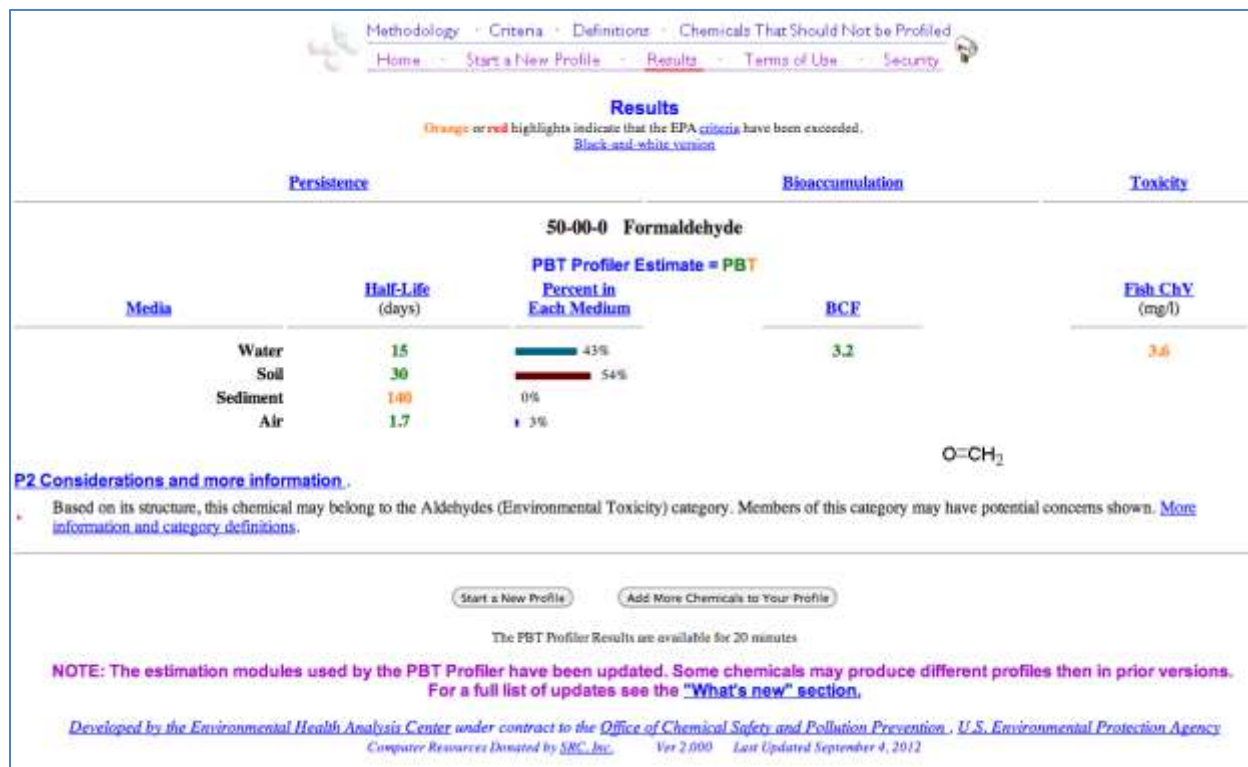 Methodology · Criteria · Definitions · Chemicals That Should Not be Profiled
Home · Start a New Profile · Results · Terms of Use · Security
Results
Orange or red highlights indicate that the EPA criteria have been exceeded.
Black-and-white version
Persistence Bioaccumulation Toxicity
50-00-0 Formaldehyde
PBT Profiler Estimate = PBT
Media Half-Life (days) Percent in Each Medium BCF Fish ChV (mg/l)
Water 15 43% 3.2 3.6
Soil 30 54%
Sediment 140 0%
Air 1.7 3%
O=CH2
P2 Considerations and more information .
Based on its structure, this chemical may belong to the Aldehydes (Environmental Toxicity) category. Members of this category may have potential concerns shown. More
information and category definitions.
Start a New Profile Add More Chemicals to Your Profile
The PBT Profiler Results are available for 20 minutes
NOTE: The estimation modules used by the PBT Profiler have been updated. Some chemicals may produce different profiles then in prior versions.
For a full list of updates see the "What's new" section.
Developed by the Environmental Health Analysis Center under contract to the Office of Chemical Safety and Pollution Prevention , U.S. Environmental Protection Agency
Computer Resources Donated by SRC, Inc. Ver 2.000 Last Updated September 4, 2012